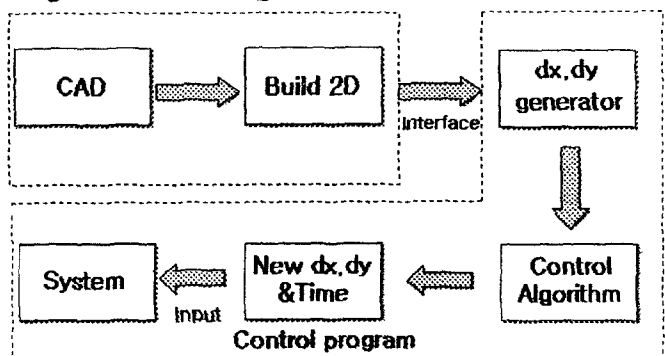 CAD
Build 2D
Interface
dx,dy
generator
Control
Algorithm
New dx,dy
&Time
Input
System
Control program